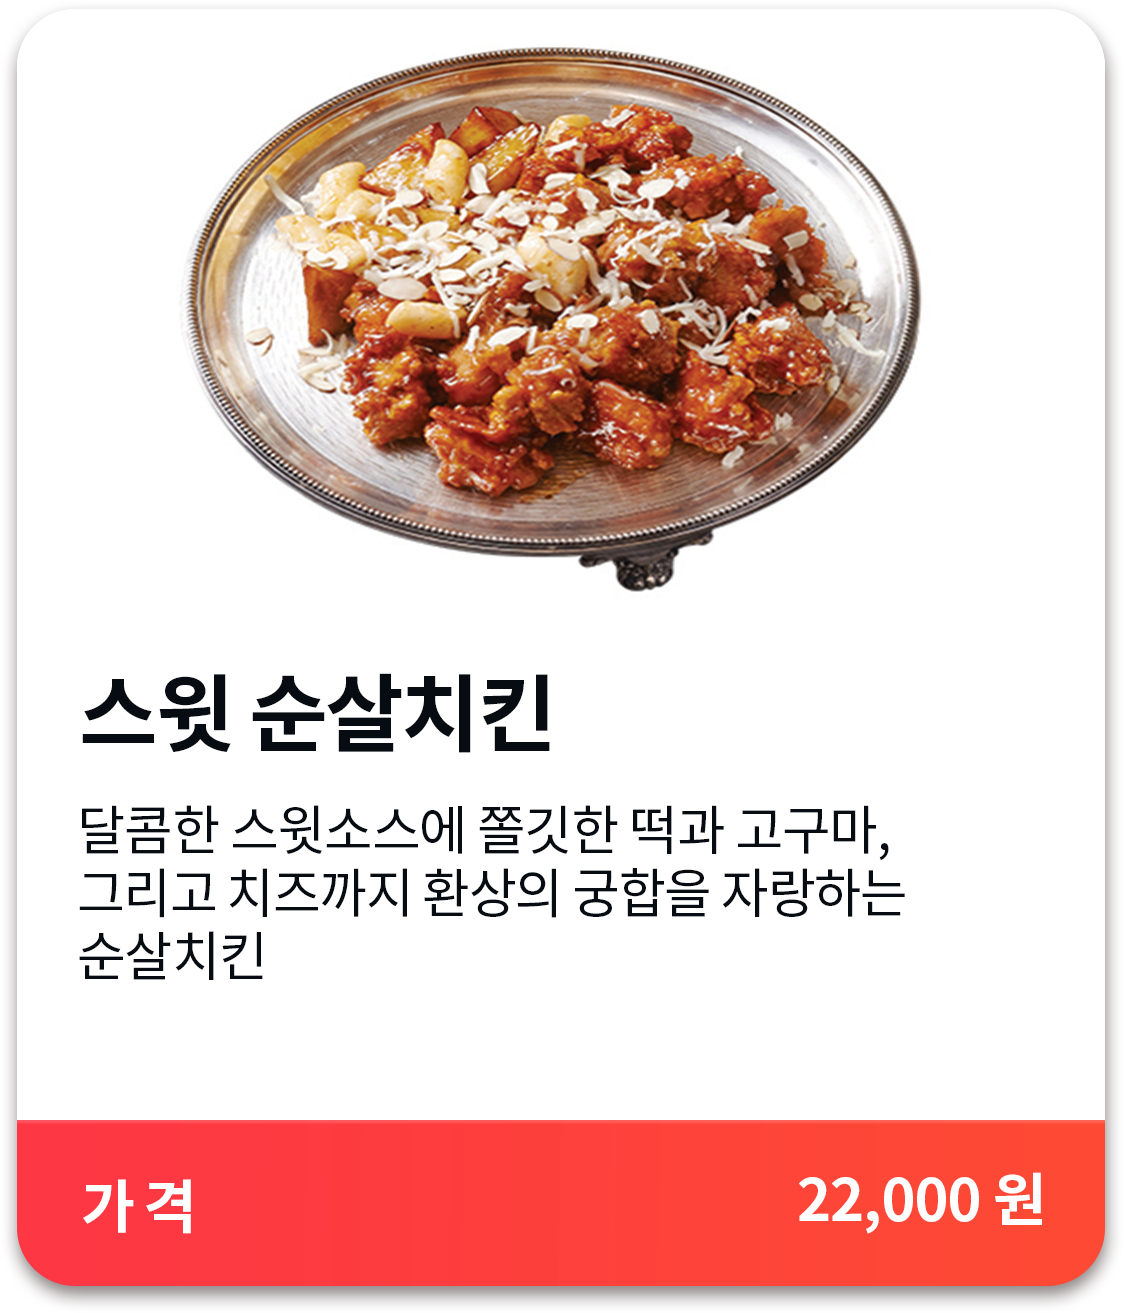 스윗 순살치킨
달콤한 스윗소스에 쫄깃한 떡과 고구마,
그리고 치즈까지 환상의 궁합을 자랑하는
순살치킨
가 격 22,000 원